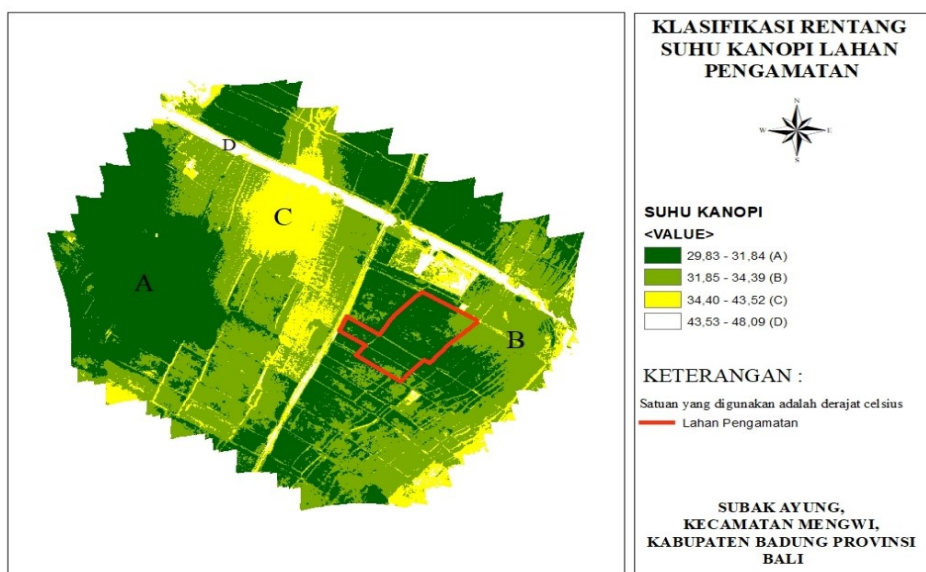 KLASIFIKASI RENTANG
SUHU KANOPI LAHAN
PENGAMATAN
N
W E
S
SUHU KANOPI
<VALUE>
29,83 - 31,84 (A)
31,85 - 34,39 (B)
34,40 - 43,52 (C)
43,53 - 48,09 (D)
KETERANGAN :
Satuan yang digunakan adalah derajat celsius
Lahan Pengamatan
SUBAK AYUNG,
KECAMATAN MENGWI,
KABUPATEN BADUNG PROVINSI
BALI
D
C
A
B